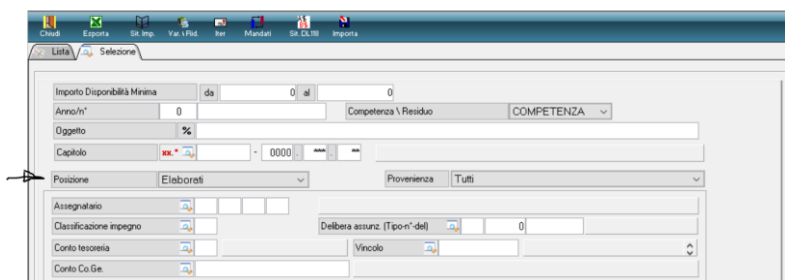 Chiudi Esporta Sit. Imp. Var. i Rid. Iter Mandati Sit. DL118 Importa
Lista Selezione
Importo Disponibilità Minima da 0 al 0
Anno/n° 0 Competenza \ Residuo COMPETENZA
Oggetto %
Capitolo кк.* - 0000 . *** . **
Posizione Elaborati Provenienza Tutti
Assegnatario
Classificazione impegno Delibera assunz. (Tipo-n°-del) 0
Conto tesoreria Vincolo
Conto Co.Ge.